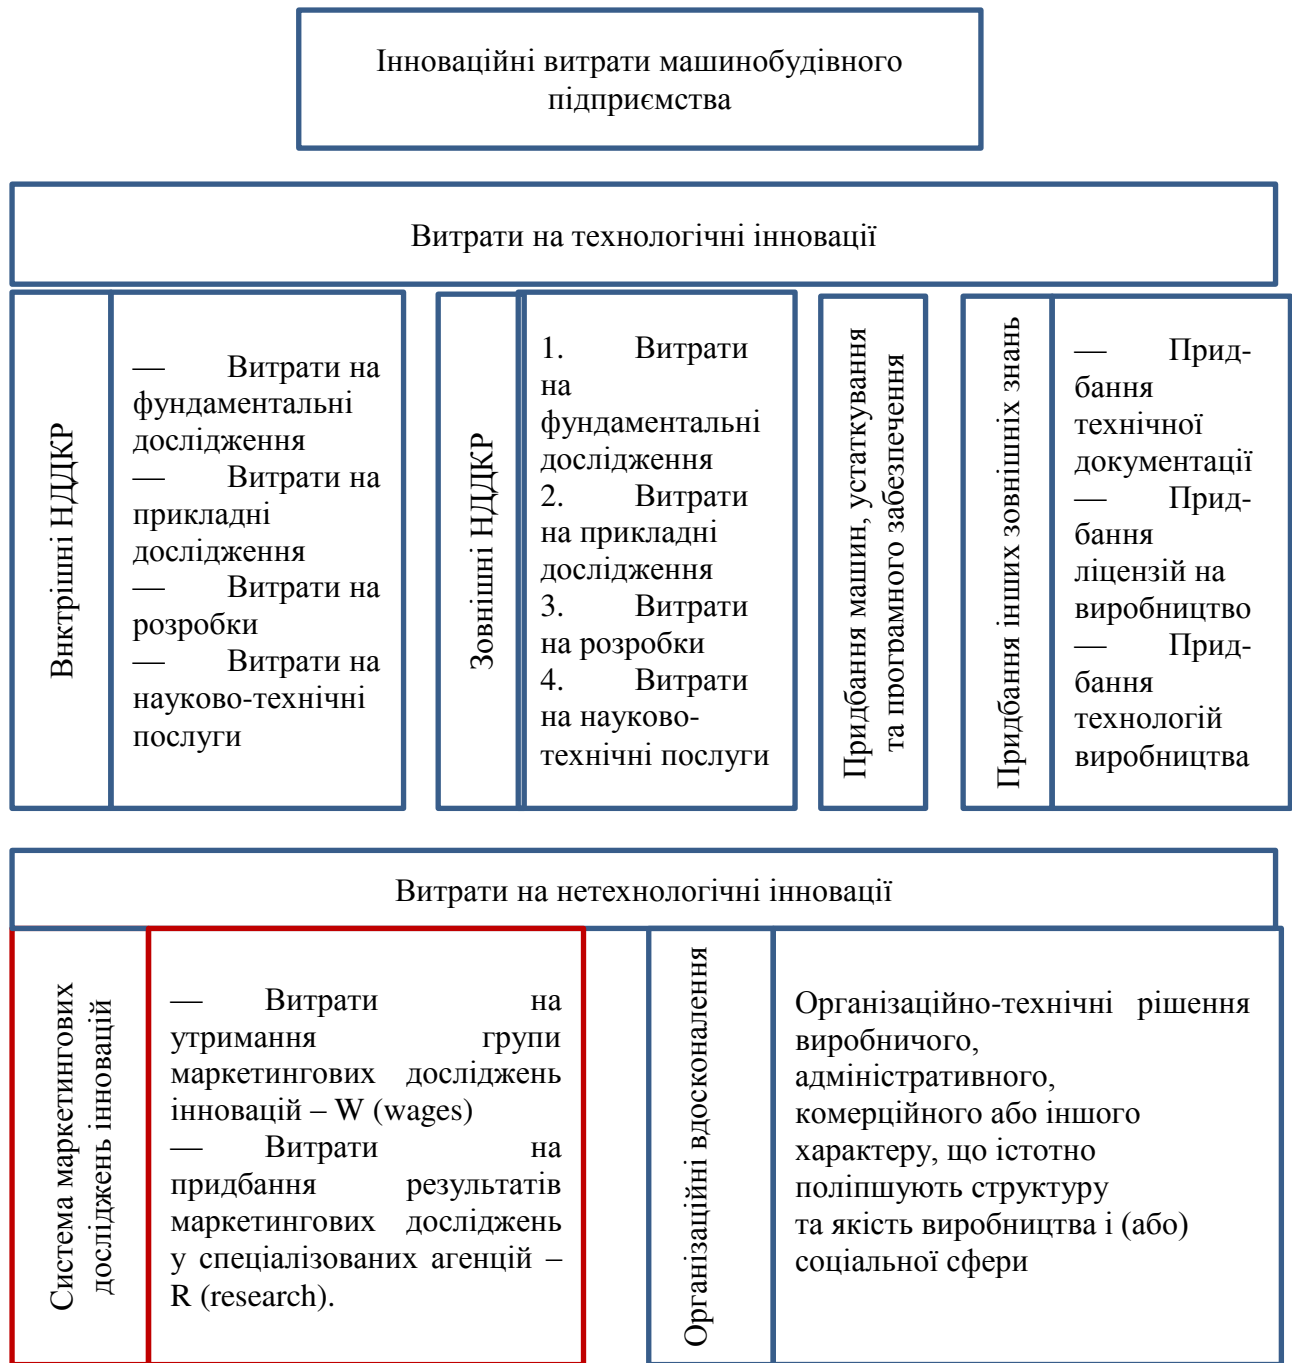 Інноваційні витрати машинобудівного
підприємства
Витрати на технологічні інновації
Внктрішні НДДКР
— Витрати на
фундаментальні
дослідження
— Витрати на
прикладні
дослідження
— Витрати на
розробки
— Витрати на
науково-технічні
послуги
Зовнішні НДДКР
1. Витрати
на
фундаментальні
дослідження
2. Витрати
на прикладні
дослідження
3. Витрати
на розробки
4. Витрати
на науково-
технічні послуги
Придбання машин, устаткування
та програмного забезпечення
Придбання інших зовнішніх знань
— Прид-
бання
технічної
документації
— Прид-
бання
ліцензій на
виробництво
— Прид-
бання
технологій
виробництва
Витрати на нетехнологічні інновації
Система маркетингових
досліджень інновацій
— Витрати на
утримання групи
маркетингових досліджень
інновацій – W (wages)
— Витрати на
придбання результатів
маркетингових досліджень
у спеціалізованих агенцій –
R (research).
Організаційні вдосконалення
Організаційно-технічні рішення
виробничого,
адміністративного,
комерційного або іншого
характеру, що істотно
поліпшують структуру
та якість виробництва і (або)
соціальної сфери